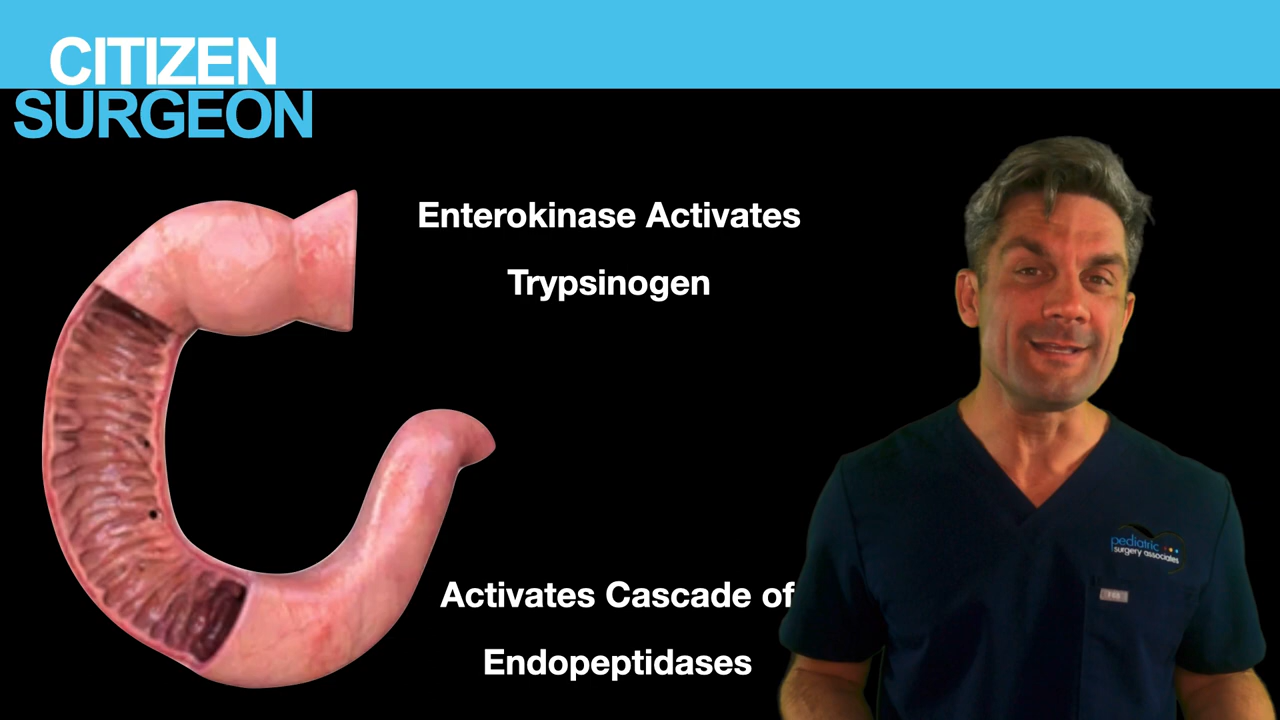 CITIZEN
SURGEON
Enterokinase Activates
Trypsinogen
Activates Cascade of
Endopeptidases
pediatric
surgery associates